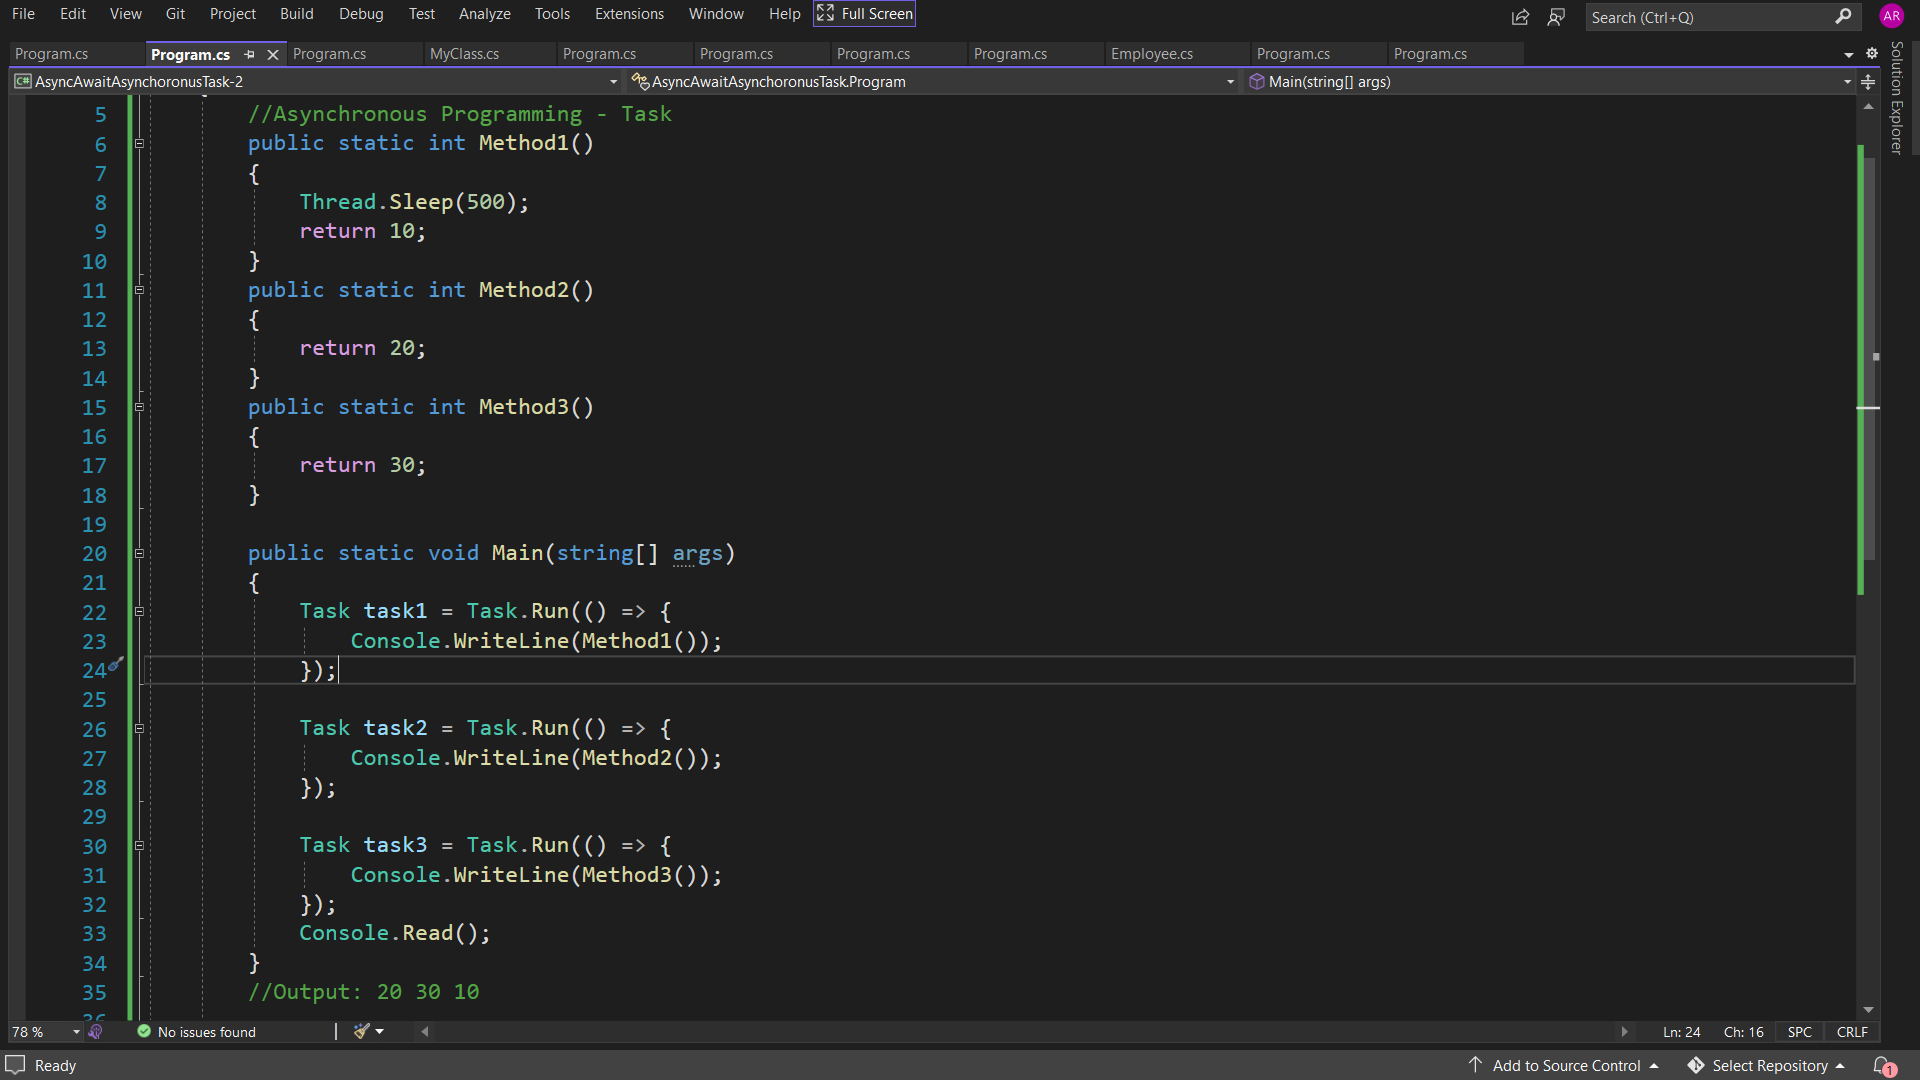 File Edit View Git Project Build Debug Test Analyze Tools Extensions Window Help Full Screen Search (Ctrl+Q) AR
Program.cs Program.cs Program.cs MyClass.cs Program.cs Program.cs Program.cs Program.cs Employee.cs Program.cs Program.cs
AsyncAwaitAsynchoronusTask-2 AsyncAwaitAsynchoronusTask.Program Main(string[] args)
Solution Explorer
5 //Asynchronous Programming - Task
6 public static int Method1()
7 {
8 Thread.Sleep(500);
9 return 10;
10 }
11 public static int Method2()
12 {
13 return 20;
14 }
15 public static int Method3()
16 {
17 return 30;
18 }
19
20 public static void Main(string[] args)
21 {
22 Task task1 = Task.Run(() => {
23 Console.WriteLine(Method1());
24 });
25
26 Task task2 = Task.Run(() => {
27 Console.WriteLine(Method2());
28 });
29
30 Task task3 = Task.Run(() => {
31 Console.WriteLine(Method3());
32 });
33 Console.Read();
34 }
35 //Output: 20 30 10
36
78 % No issues found Ln: 24 Ch: 16 SPC CRLF
Ready Add to Source Control Select Repository 1